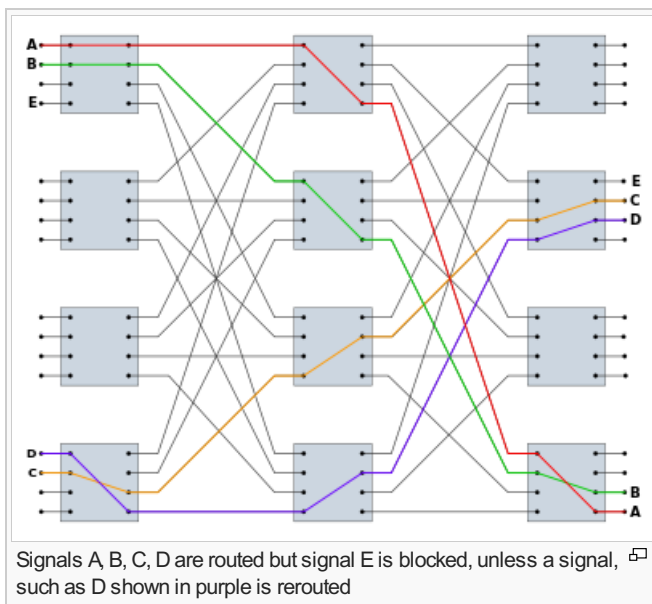 A
B
E
E
C
D
D
C
B
A
Signals A, B, C, D are routed but signal E is blocked, unless a signal,
such as D shown in purple is rerouted